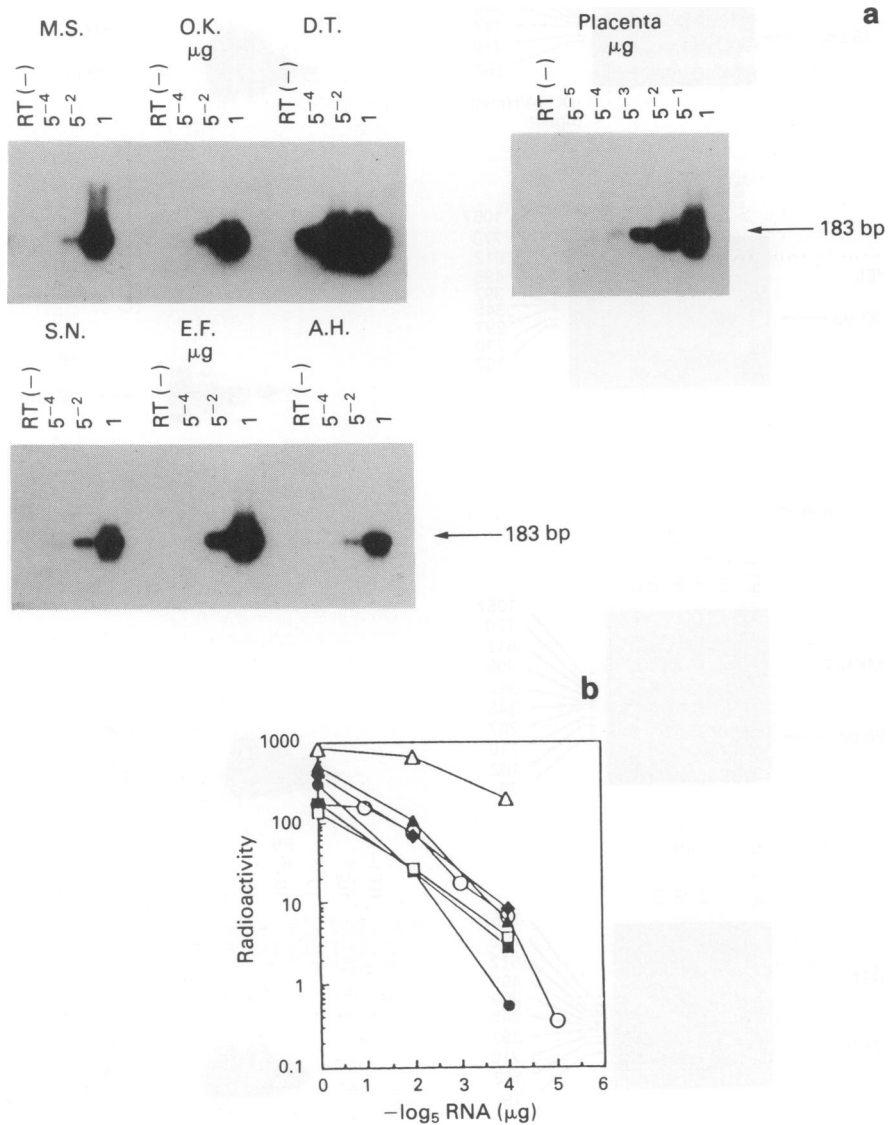 a
M.S. O.K. D.T. Placenta
µg µg
RT (−) 5⁻⁴ 5⁻² 1 RT (−) 5⁻⁴ 5⁻² 1 RT (−) 5⁻⁴ 5⁻² 1 RT (−) 5⁻⁵ 5⁻⁴ 5⁻³ 5⁻² 5⁻¹ 1
183 bp
S.N. E.F. A.H.
µg
RT (−) 5⁻⁴ 5⁻² 1 RT (−) 5⁻⁴ 5⁻² 1 RT (−) 5⁻⁴ 5⁻² 1
183 bp
b
1000
100
10
1
0.1
Radioactivity
0 1 2 3 4 5 6
−log₅ RNA (µg)